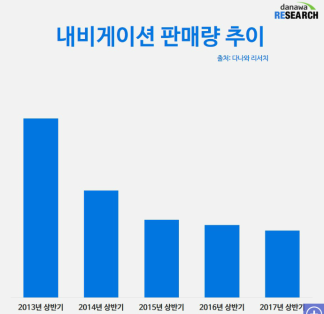 danawa
RESEARCH
내비게이션 판매량 추이
출처: 다나와 리서치
2013년 상반기
2014년 상반기
2015년 상반기
2016년 상반기
2017년 상반기